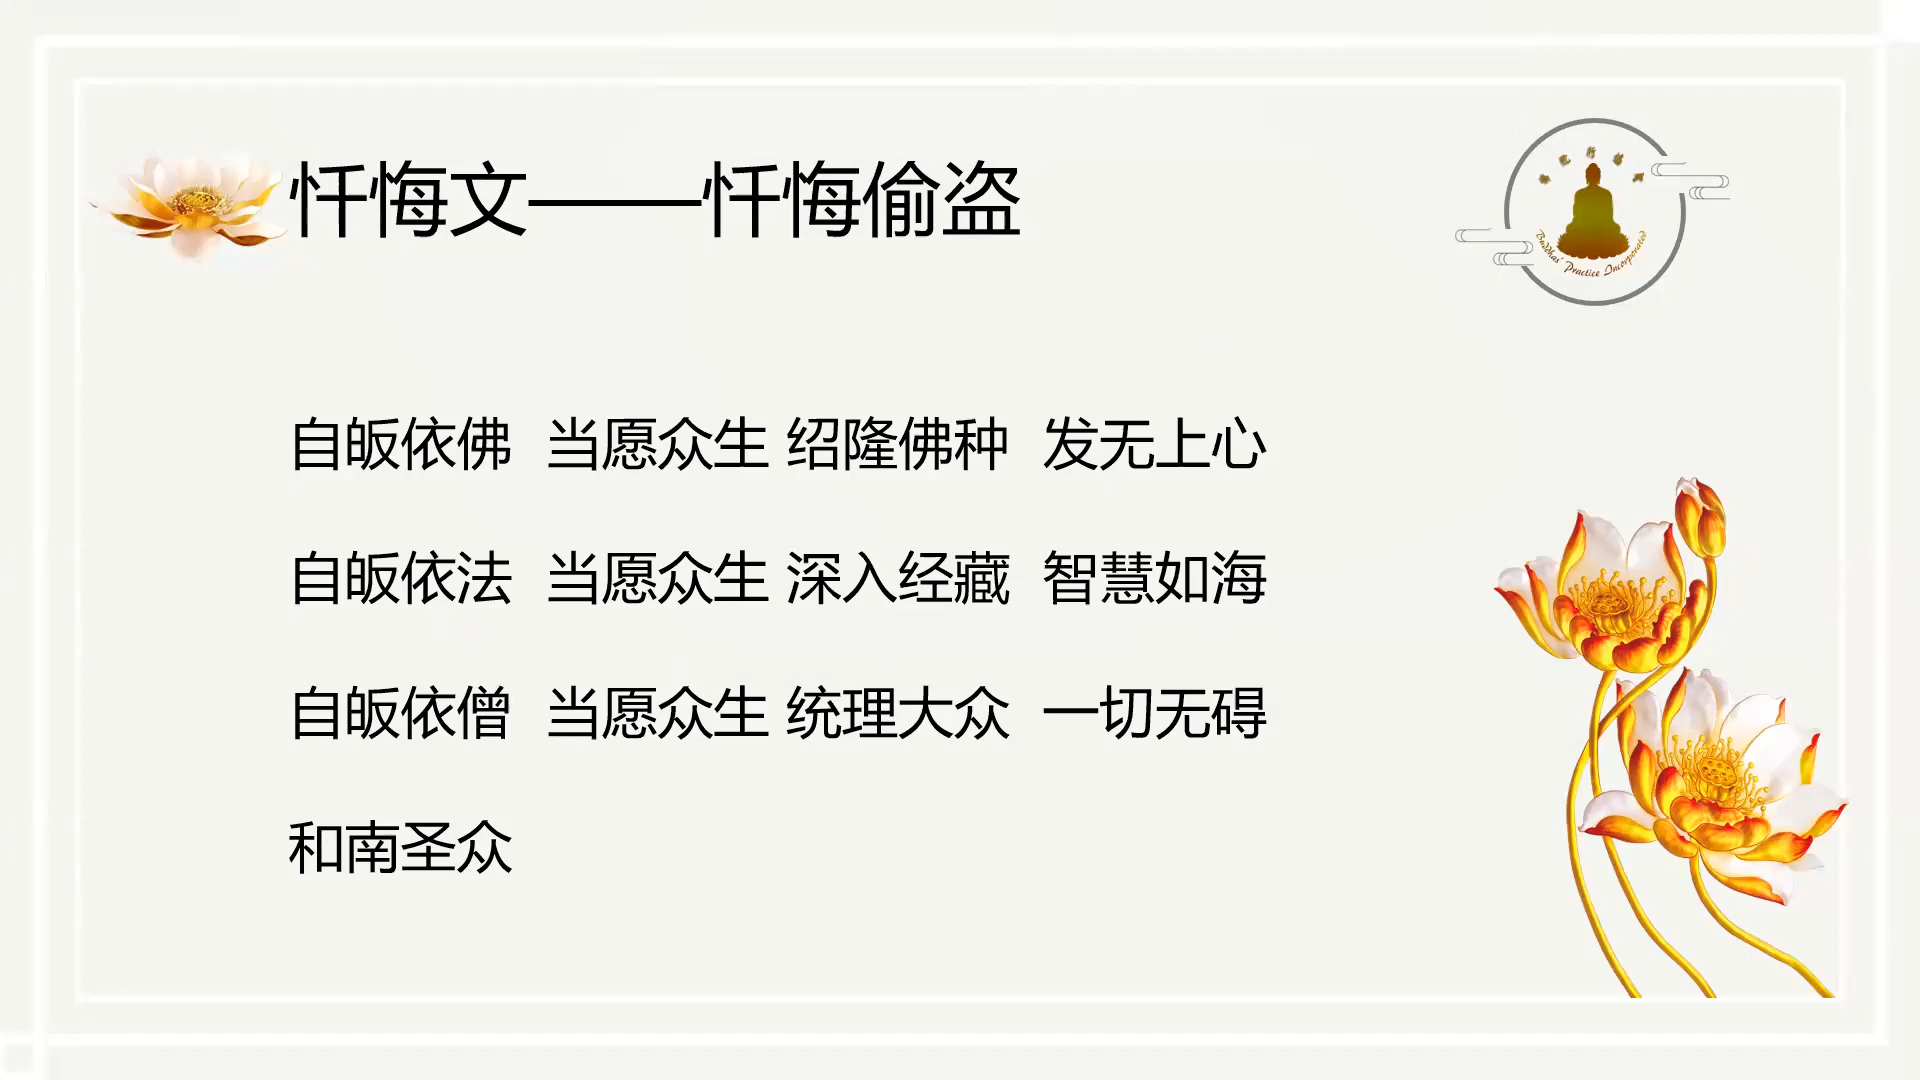 忏悔文——忏悔偷盗
Buddhas' Practice Incorporated
自皈依佛 当愿众生 绍隆佛种 发无上心
自皈依法 当愿众生 深入经藏 智慧如海
自皈依僧 当愿众生 统理大众 一切无碍
和南圣众